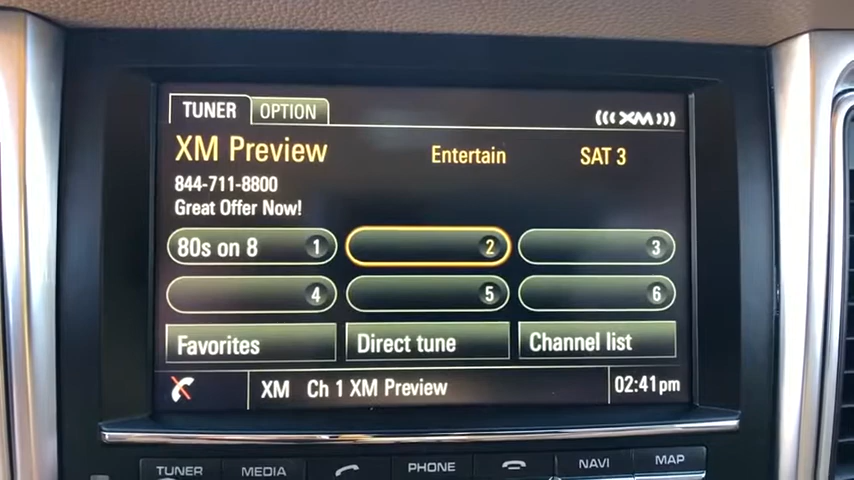 TUNER OPTION XM
XM Preview Entertain SAT 3
844-711-8800
Great Offer Now!
80s on 8 1 2 3
4 5 6
Favorites Direct tune Channel list
XM Ch 1 XM Preview 02:41 pm
TUNER MEDIA PHONE NAVI MAP